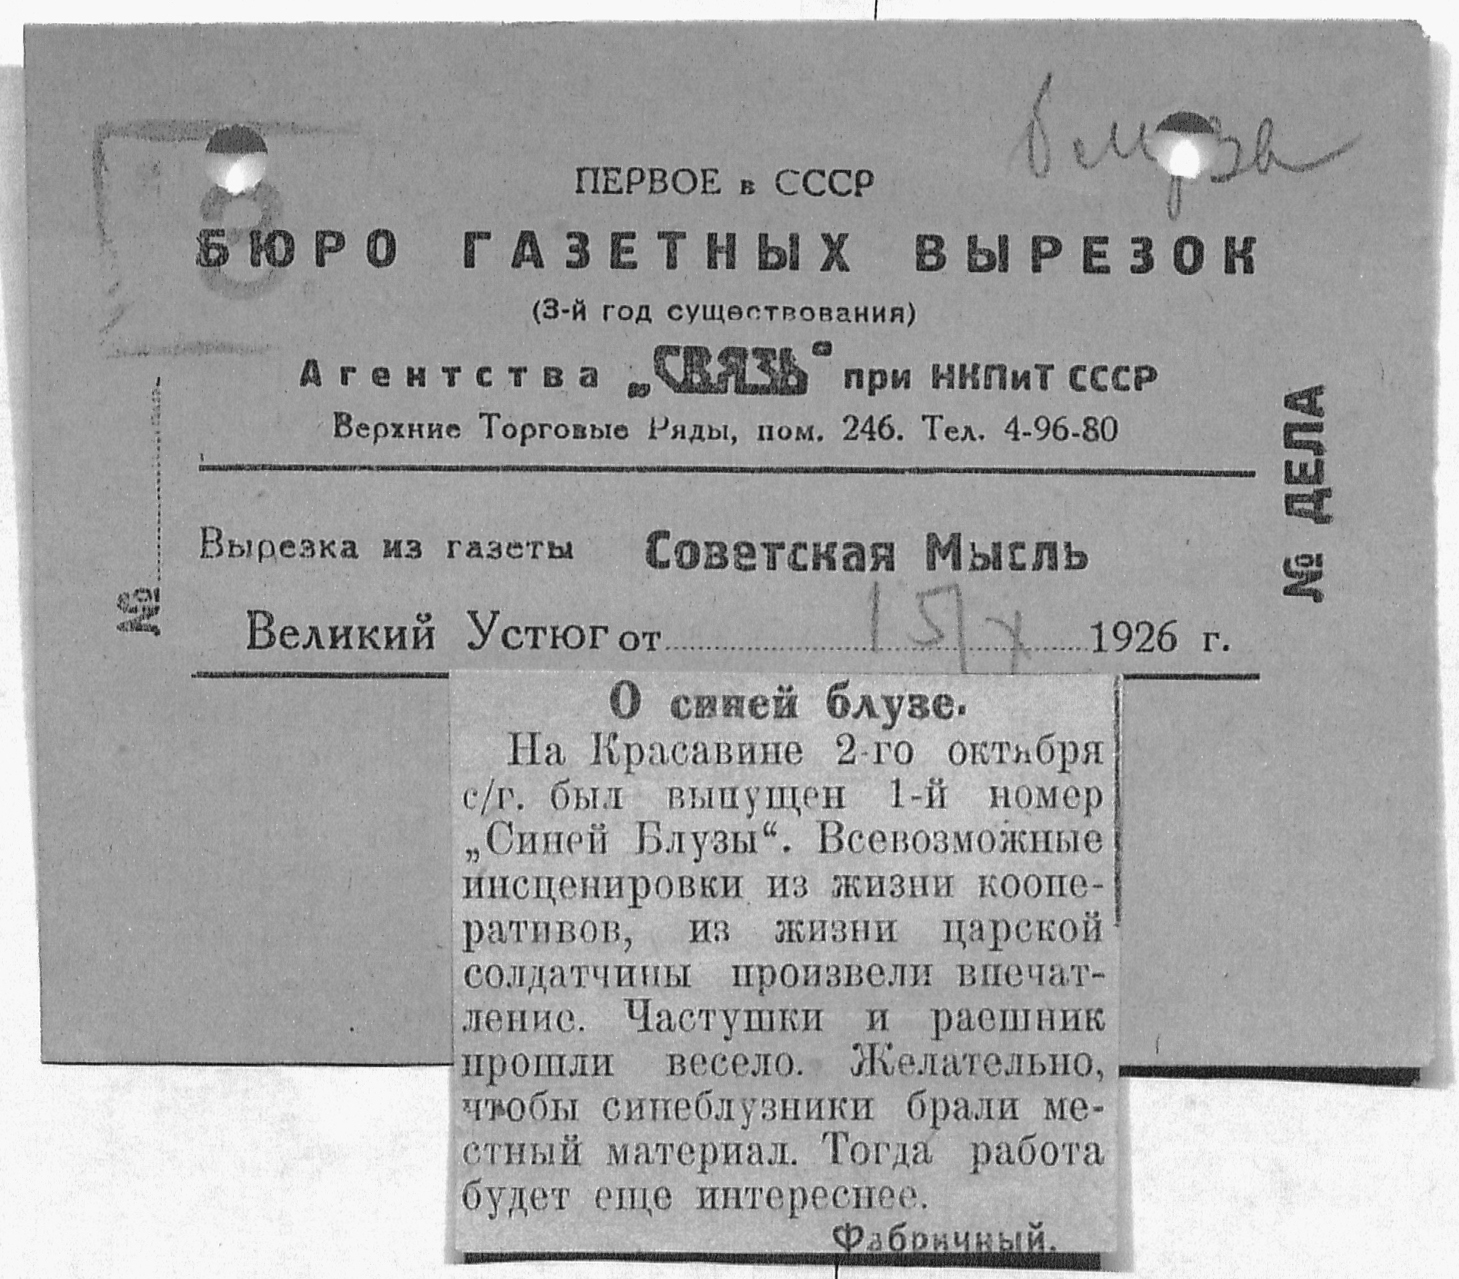 блуза
ПЕРВОЕ в СССР
БЮРО ГАЗЕТНЫХ ВЫРЕЗОК
(3-й год существования)
Агентства „СВЯЗЬ“ при НКПиТ СССР
Верхние Торговые Ряды, пом. 246. Тел. 4-96-80
№
№ ДЕЛА
Вырезка из газеты Советская Мысль
Великий Устюг от 15/X 1926 г.
О синей блузе.
На Красавине 2-го октября
с/г. был выпущен 1-й номер
„Синей Блузы“. Всевозможные
инсценировки из жизни коопе-
ративов, из жизни царской
солдатчины произвели впечат-
ление. Частушки и раешник
прошли весело. Желательно,
чтобы синеблузники брали ме-
стный материал. Тогда работа
будет еще интереснее.
Фабричный.